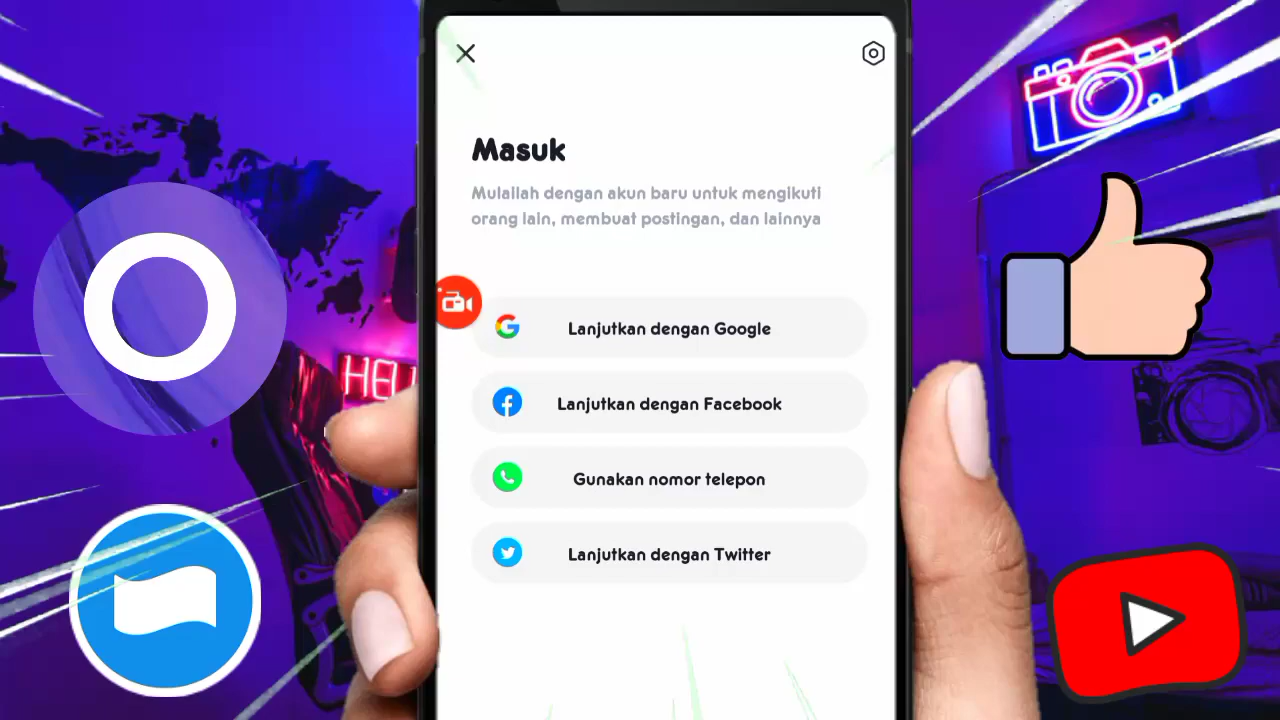 Masuk
Mulailah dengan akun baru untuk mengikuti
orang lain, membuat postingan, dan lainnya
Lanjutkan dengan Google
Lanjutkan dengan Facebook
Gunakan nomor telepon
Lanjutkan dengan Twitter